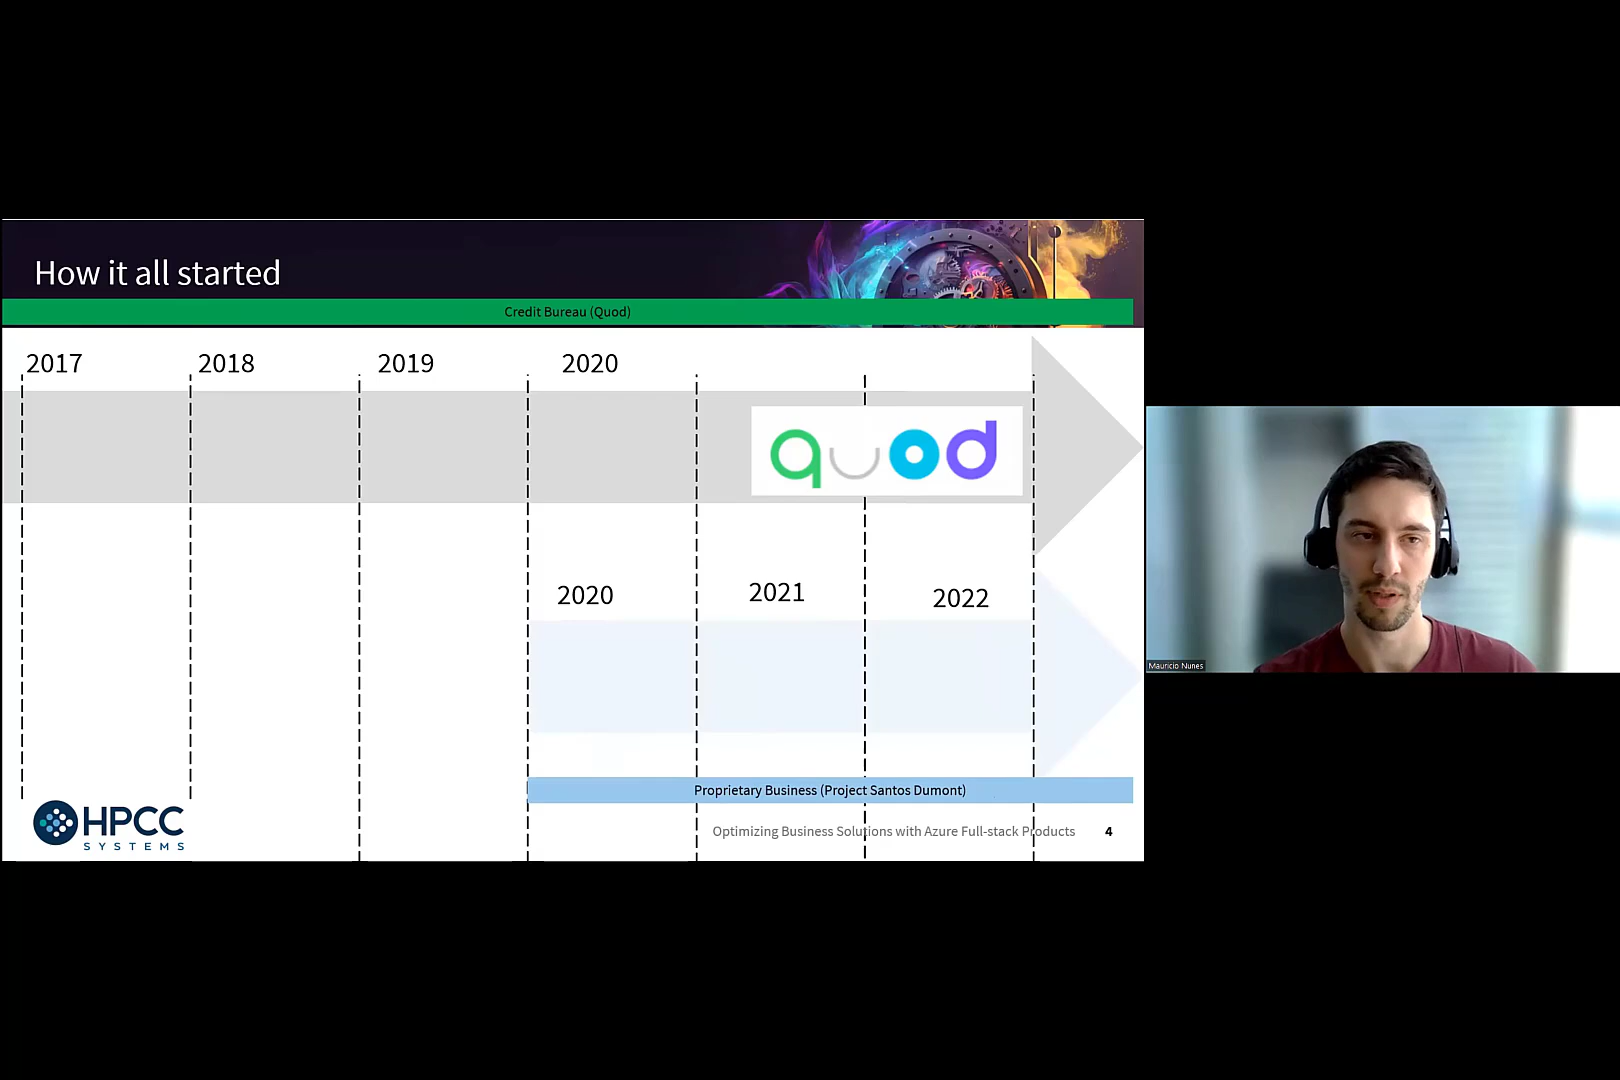 How it all started
Credit Bureau (Quod)
2017 2018 2019 2020
quod
2020 2021 2022
Proprietary Business (Project Santos Dumont)
HPCC
SYSTEMS
Optimizing Business Solutions with Azure Full-stack Products 4
Mauricio Nunes